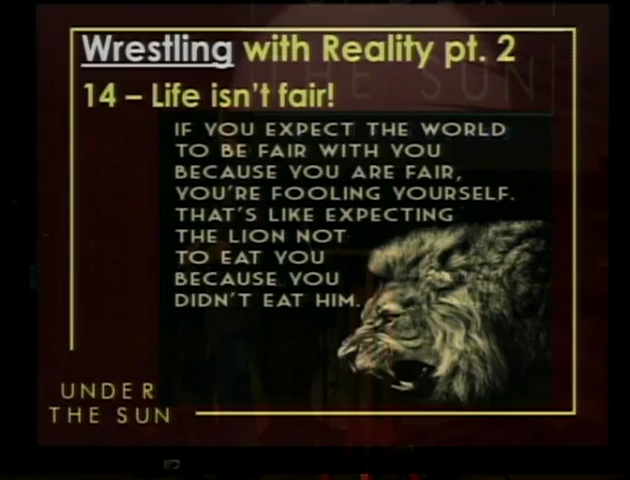 Wrestling with Reality pt. 2
14 – Life isn't fair!
IF YOU EXPECT THE WORLD
TO BE FAIR WITH YOU
BECAUSE YOU ARE FAIR,
YOU'RE FOOLING YOURSELF.
THAT'S LIKE EXPECTING
THE LION NOT
TO EAT YOU
BECAUSE YOU
DIDN'T EAT HIM.
UNDER
THE SUN